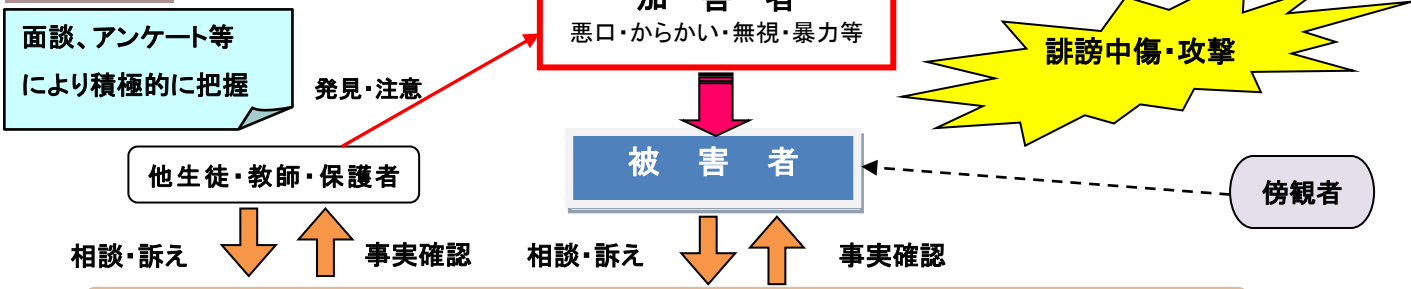 加害者
悪口・からかい・無視・暴力等
面談、アンケート等
により積極的に把握
発見・注意
誹謗中傷・攻撃
他生徒・教師・保護者
被害者
傍観者
相談・訴え
事実確認
相談・訴え
事実確認